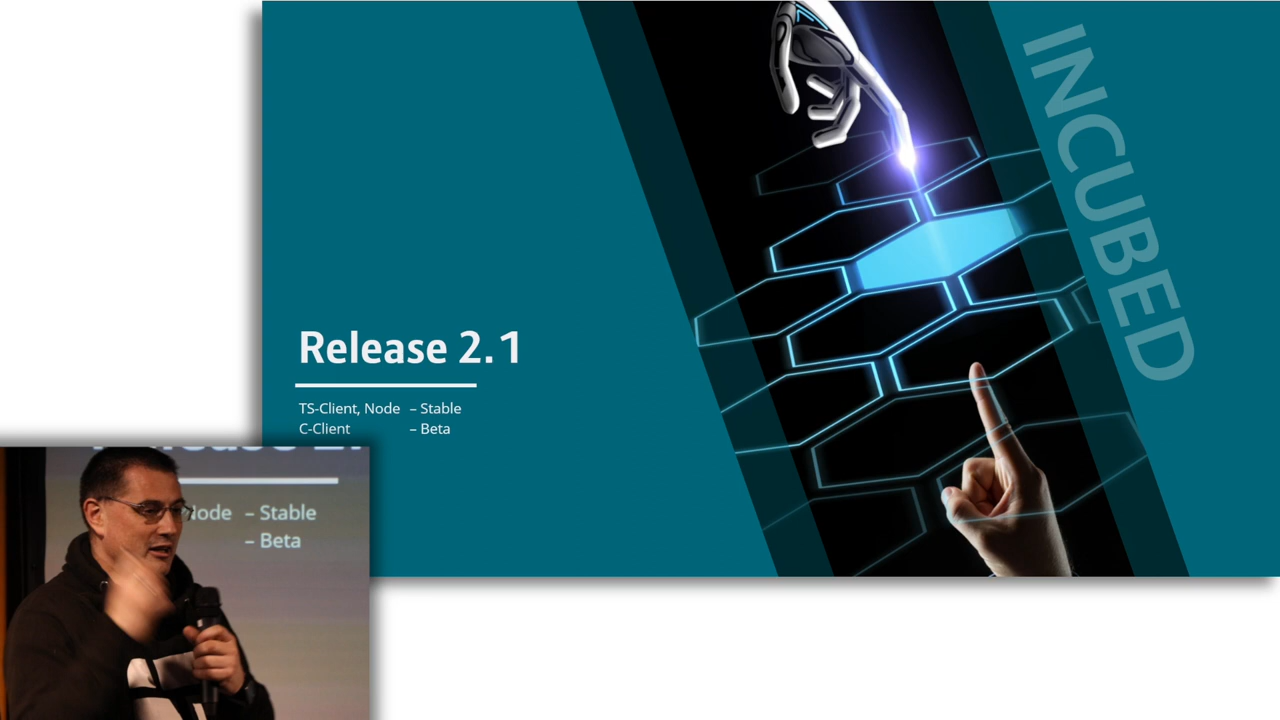 INCUBED
Release 2.1
TS-Client, Node – Stable
C-Client – Beta
Node – Stable
– Beta